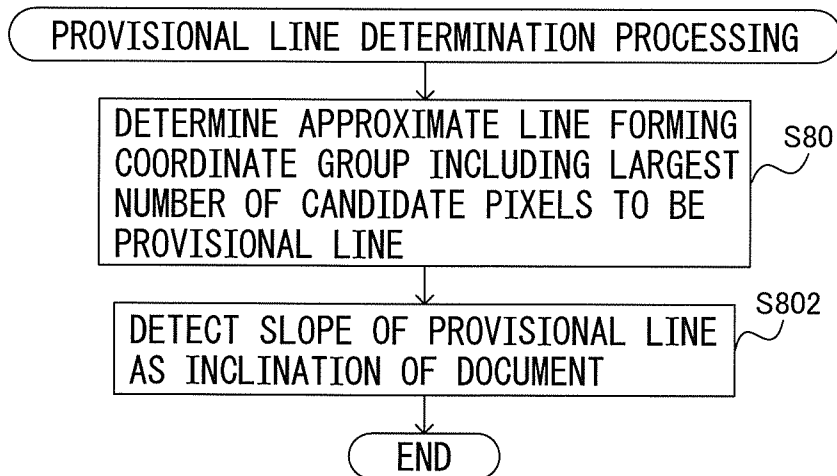 PROVISIONAL LINE DETERMINATION PROCESSING
DETERMINE APPROXIMATE LINE FORMING
COORDINATE GROUP INCLUDING LARGEST
NUMBER OF CANDIDATE PIXELS TO BE
PROVISIONAL LINE
S80
DETECT SLOPE OF PROVISIONAL LINE
AS INCLINATION OF DOCUMENT
S802
END